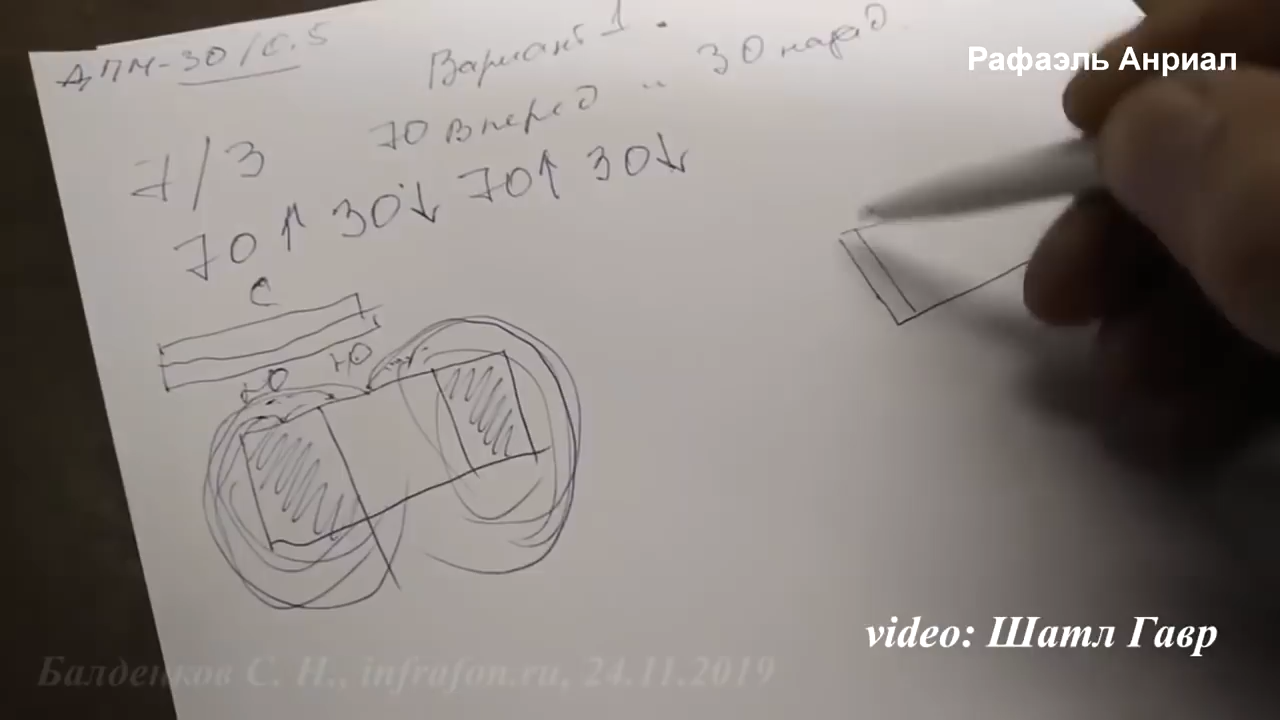 ДПМ-30/0.5
Вариант 1.
Рафаэль Анриал
7/3
70 вперед и 30 назад.
70↑ 30↓ 70↑ 30↓
С
Ю Ю
video: Шатл Гавр
Балденков С. Н., infrafon.ru, 24.11.2019